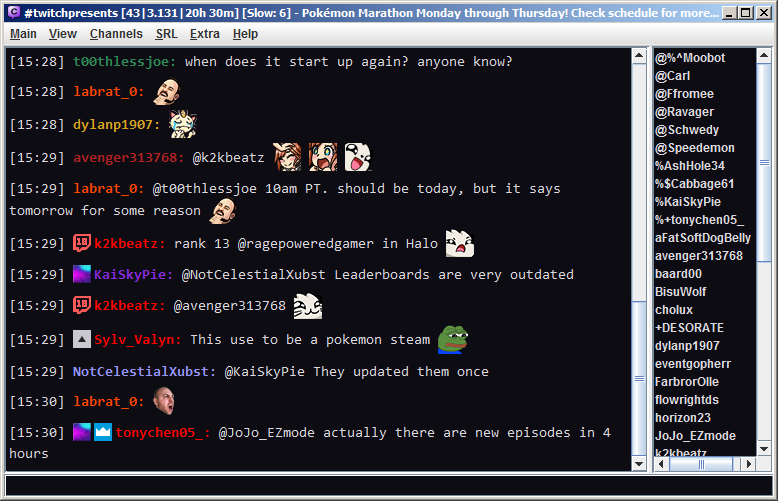 #twitchpresents [43|3.131|20h 30m] [Slow: 6] - Pokémon Marathon Monday through Thursday! Check schedule for more...
Main View Channels SRL Extra Help
[15:28] t00thlessjoe: when does it start up again? anyone know?
[15:28] labrat_0:
[15:28] dylanp1907:
[15:29] avenger313768: @k2kbeatz
[15:29] labrat_0: @t00thlessjoe 10am PT. should be today, but it says
tomorrow for some reason
[15:29] k2kbeatz: rank 13 @ragepoweredgamer in Halo
[15:29] KaiSkyPie: @NotCelestialXubst Leaderboards are very outdated
[15:29] k2kbeatz: @avenger313768
[15:29] Sylv_Valyn: This use to be a pokemon steam
[15:29] NotCelestialXubst: @KaiSkyPie They updated them once
[15:30] labrat_0:
[15:30] tonychen05_: @JoJo_EZmode actually there are new episodes in 4
hours
@%^Moobot
@Carl
@Ffromee
@Ravager
@Schwedy
@Speedemon
%AshHole34
%$Cabbage61
%KaiSkyPie
%+tonychen05_
aFatSoftDogBelly
avenger313768
baard00
BisuWolf
cholux
+DESORATE
dylanp1907
eventgopherr
FarbrorOlle
flowrightds
horizon23
JoJo_EZmode
k2kbeatz